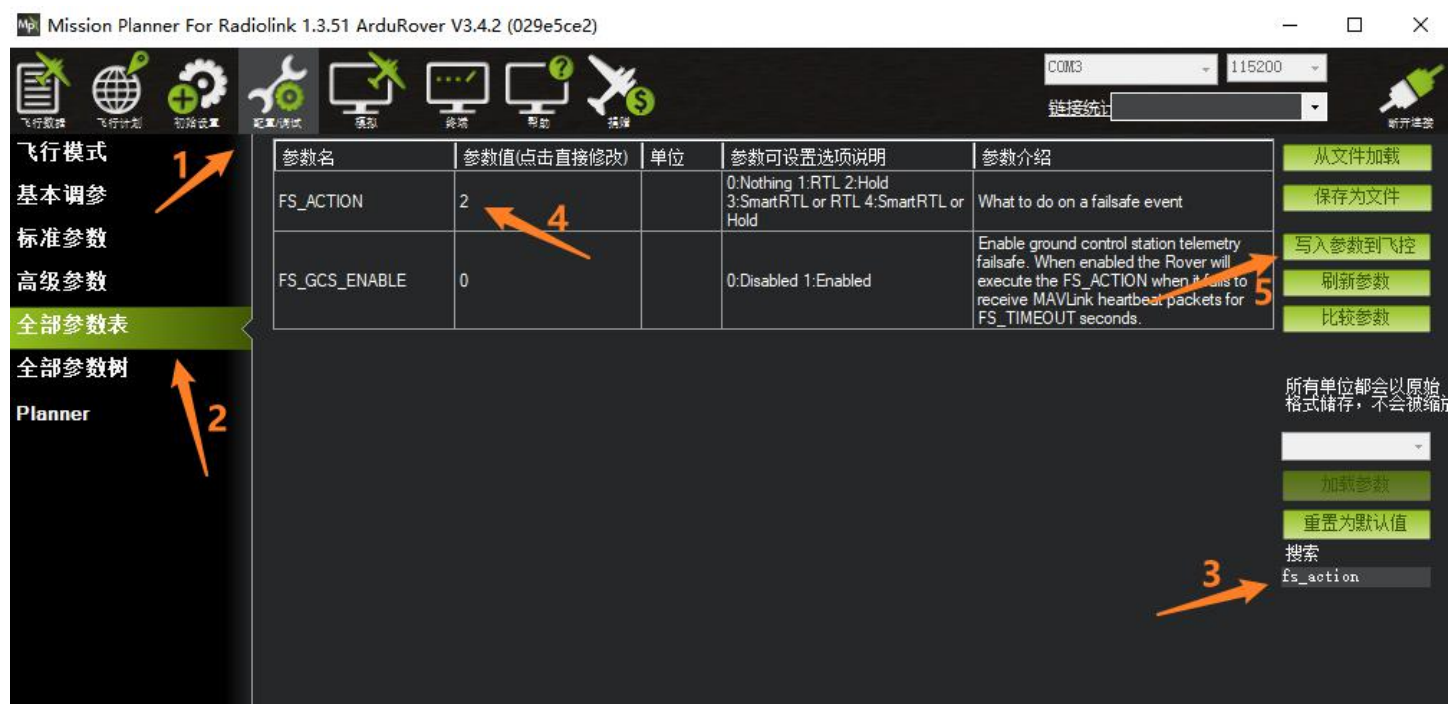 Mission Planner For Radiolink 1.3.51 ArduRover V3.4.2 (029e5ce2)
飞行数据
飞行计划
初始设置
配置/调试
模拟
终端
帮助
捐赠
COM3
115200
链接统计
断开连接
飞行模式
基本调参
标准参数
高级参数
全部参数表
全部参数树
Planner
1
2
参数名
参数值(点击直接修改)
单位
参数可设置选项说明
参数介绍
FS_ACTION
2
4
0:Nothing 1:RTL 2:Hold
3:SmartRTL or RTL 4:SmartRTL or
Hold
What to do on a failsafe event
FS_GCS_ENABLE
0
0:Disabled 1:Enabled
Enable ground control station telemetry
failsafe. When enabled the Rover will
execute the FS_ACTION when it fails to
receive MAVLink heartbeat packets for
FS_TIMEOUT seconds.
5
从文件加载
保存为文件
写入参数到飞控
刷新参数
比较参数
所有单位都会以原始
格式储存，不会被缩放
加载参数
重置为默认值
搜索
3
fs_action